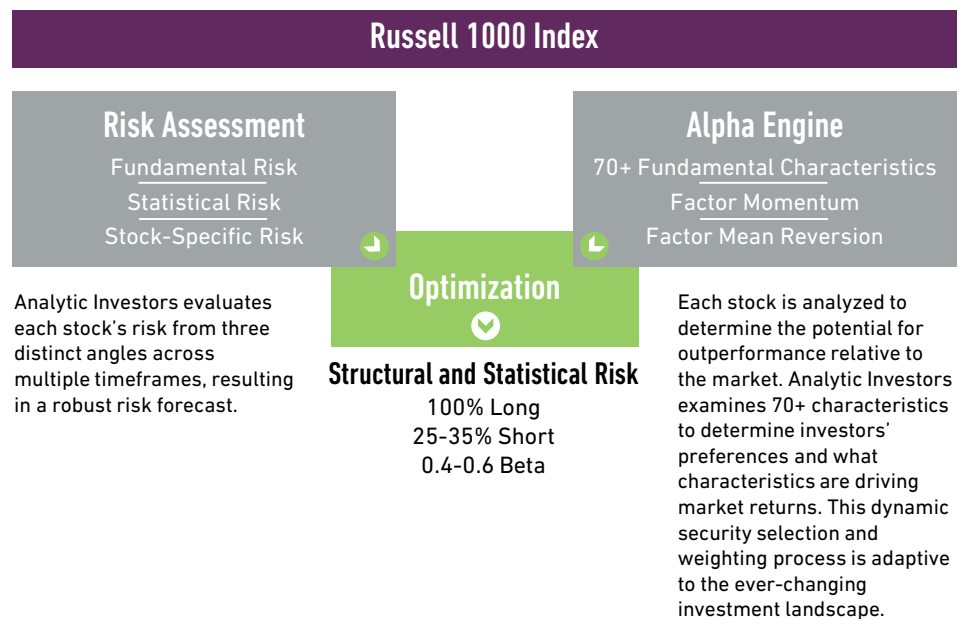 Russell 1000 Index
Risk Assessment
Fundamental Risk
Statistical Risk
Stock-Specific Risk
Alpha Engine
70+ Fundamental Characteristics
Factor Momentum
Factor Mean Reversion
Optimization
Analytic Investors evaluates
each stock's risk from three
distinct angles across
multiple timeframes, resulting
in a robust risk forecast.
Structural and Statistical Risk
100% Long
25-35% Short
0.4-0.6 Beta
Each stock is analyzed to
determine the potential for
outperformance relative to
the market. Analytic Investors
examines 70+ characteristics
to determine investors'
preferences and what
characteristics are driving
market returns. This dynamic
security selection and
weighting process is adaptive
to the ever-changing
investment landscape.